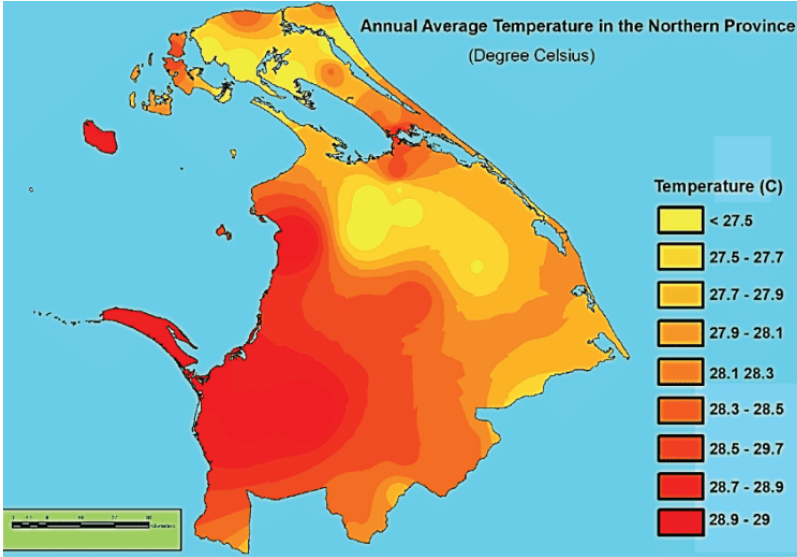 Annual Average Temperature in the Northern Province
(Degree Celsius)
Temperature (C)
< 27.5
27.5 - 27.7
27.7 - 27.9
27.9 - 28.1
28.1 28.3
28.3 - 28.5
28.5 - 29.7
28.7 - 28.9
28.9 - 29
Kilometers